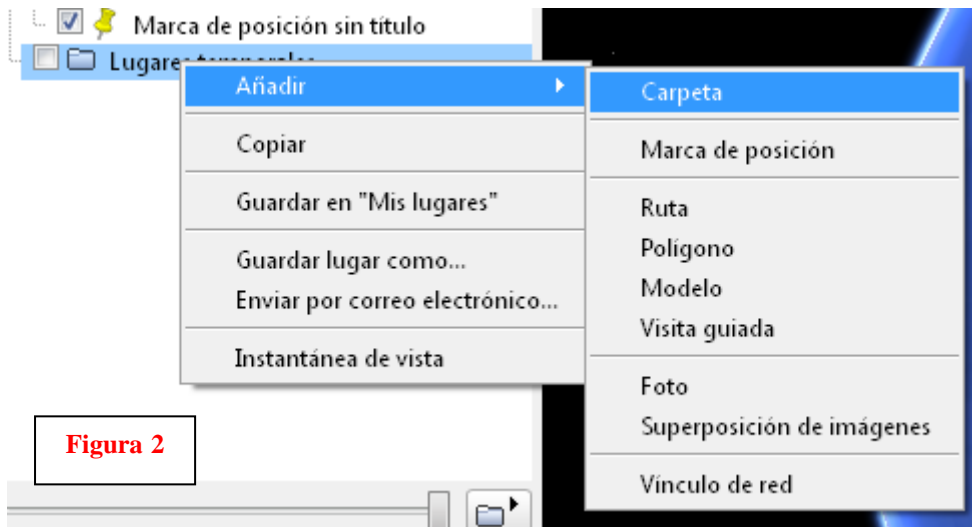 Marca de posición sin título
Lugares temporales
Añadir
Carpeta
Copiar
Marca de posición
Guardar en "Mis lugares"
Ruta
Polígono
Guardar lugar como...
Modelo
Enviar por correo electrónico...
Visita guiada
Instantánea de vista
Foto
Superposición de imágenes
Vínculo de red
Figura 2